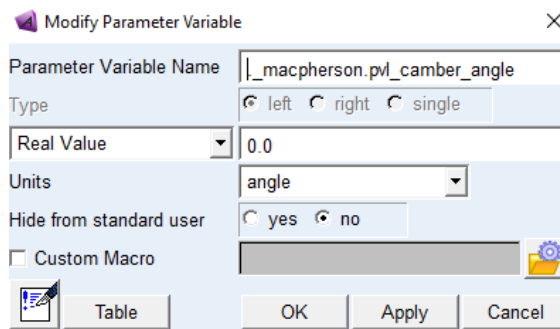 Modify Parameter Variable
Parameter Variable Name ._macpherson.pvl_camber_angle
Type left right single
Real Value 0.0
Units angle
Hide from standard user yes no
Custom Macro
Table OK Apply Cancel